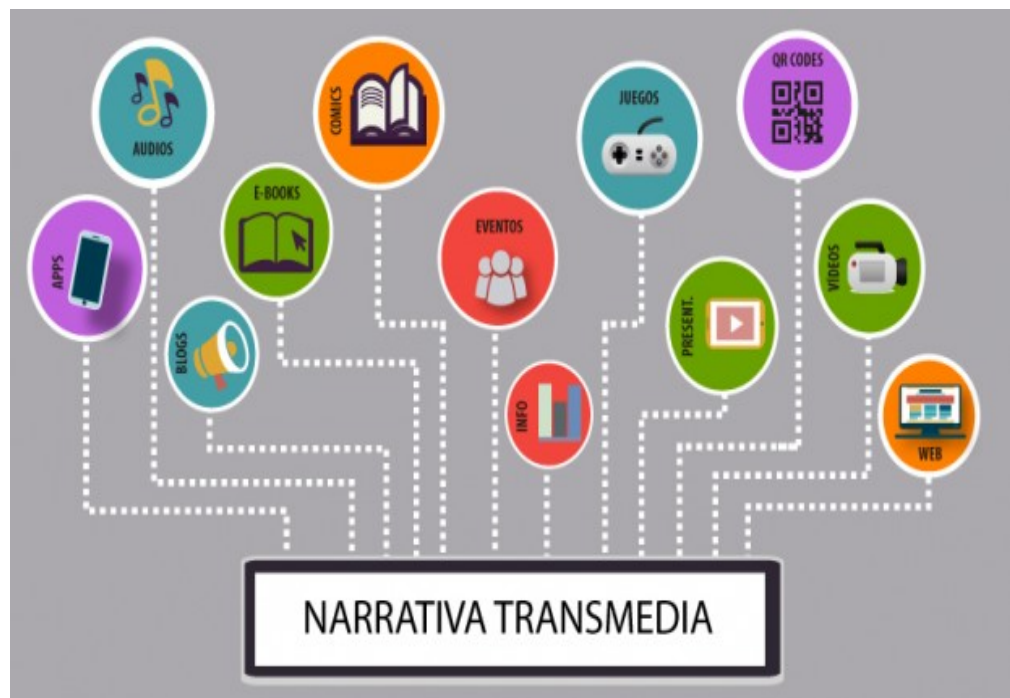 AUDIOS
COMICS
JUEGOS
QR CODES
E-BOOKS
EVENTOS
APPS
VIDEOS
PRESENT.
BLOGS
INFO
WEB
NARRATIVA TRANSMEDIA